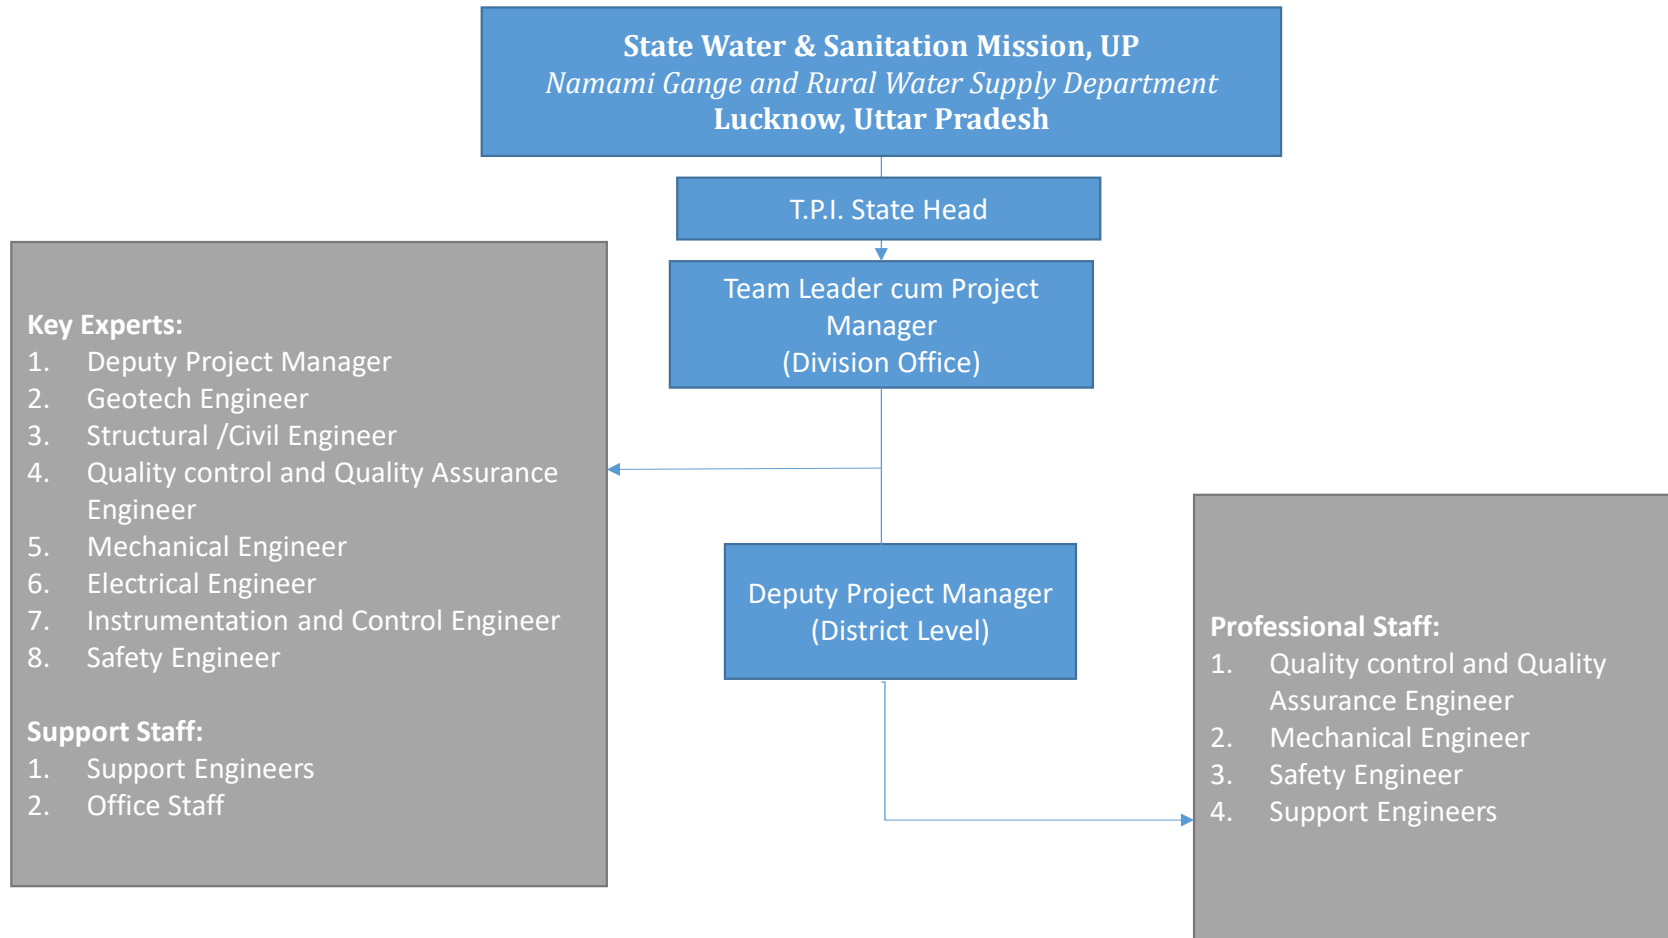 State Water & Sanitation Mission, UP
Namami Gange and Rural Water Supply Department
Lucknow, Uttar Pradesh
T.P.I. State Head
Team Leader cum Project
Manager
(Division Office)
Key Experts:
1. Deputy Project Manager
2. Geotech Engineer
3. Structural /Civil Engineer
4. Quality control and Quality Assurance
Engineer
5. Mechanical Engineer
6. Electrical Engineer
7. Instrumentation and Control Engineer
8. Safety Engineer
Support Staff:
1. Support Engineers
2. Office Staff
Deputy Project Manager
(District Level)
Professional Staff:
1. Quality control and Quality
Assurance Engineer
2. Mechanical Engineer
3. Safety Engineer
4. Support Engineers